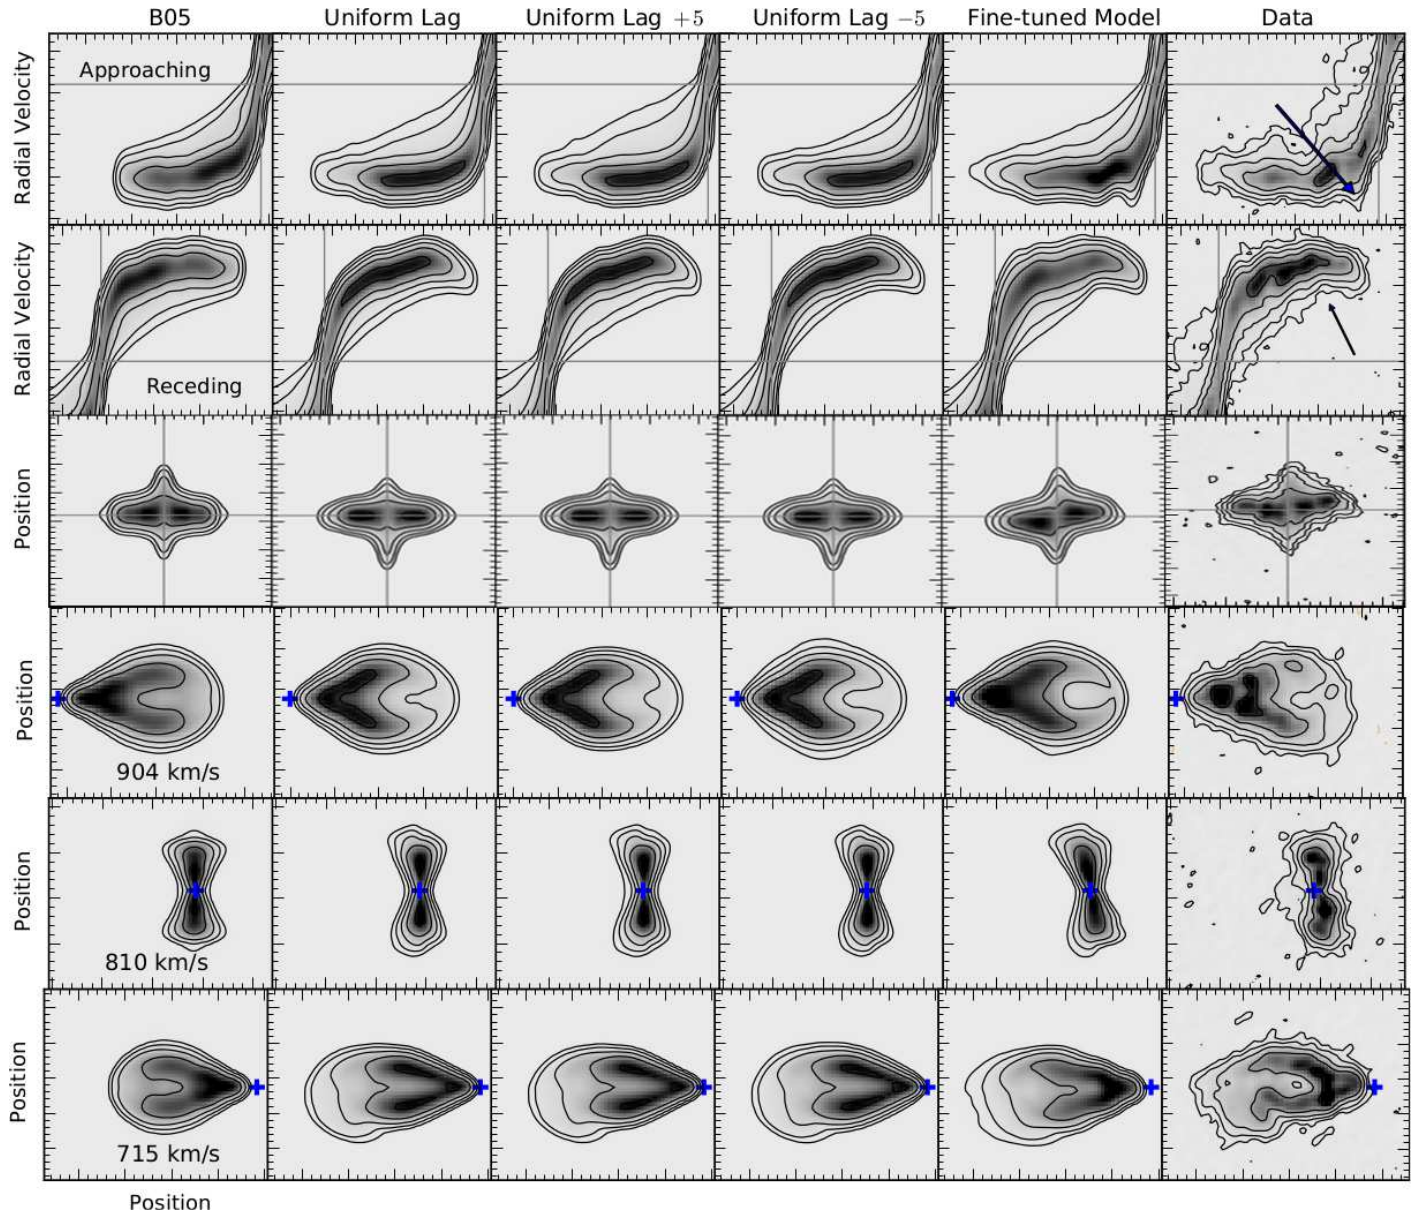 B05 Uniform Lag Uniform Lag +5 Uniform Lag −5 Fine-tuned Model Data
Radial Velocity
Approaching
Radial Velocity
Receding
Position
Position
904 km/s
Position
810 km/s
Position
715 km/s
Position